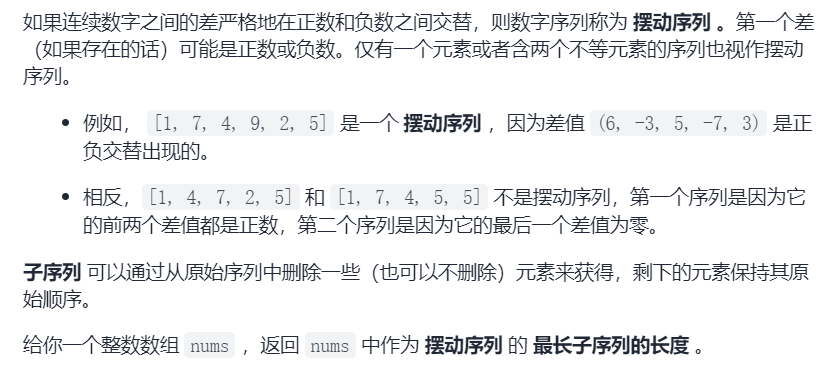 如果连续数字之间的差严格地在正数和负数之间交替，则数字序列称为 摆动序列 。第一个差
（如果存在的话）可能是正数或负数。仅有一个元素或者含两个不等元素的序列也视作摆动
序列。
• 例如， [1, 7, 4, 9, 2, 5] 是一个 摆动序列 ，因为差值 (6, -3, 5, -7, 3) 是正
负交替出现的。
• 相反，[1, 4, 7, 2, 5] 和 [1, 7, 4, 5, 5] 不是摆动序列，第一个序列是因为它
的前两个差值都是正数，第二个序列是因为它的最后一个差值为零。
子序列 可以通过从原始序列中删除一些（也可以不删除）元素来获得，剩下的元素保持其原
始顺序。
给你一个整数数组 nums ，返回 nums 中作为 摆动序列 的 最长子序列的长度 。